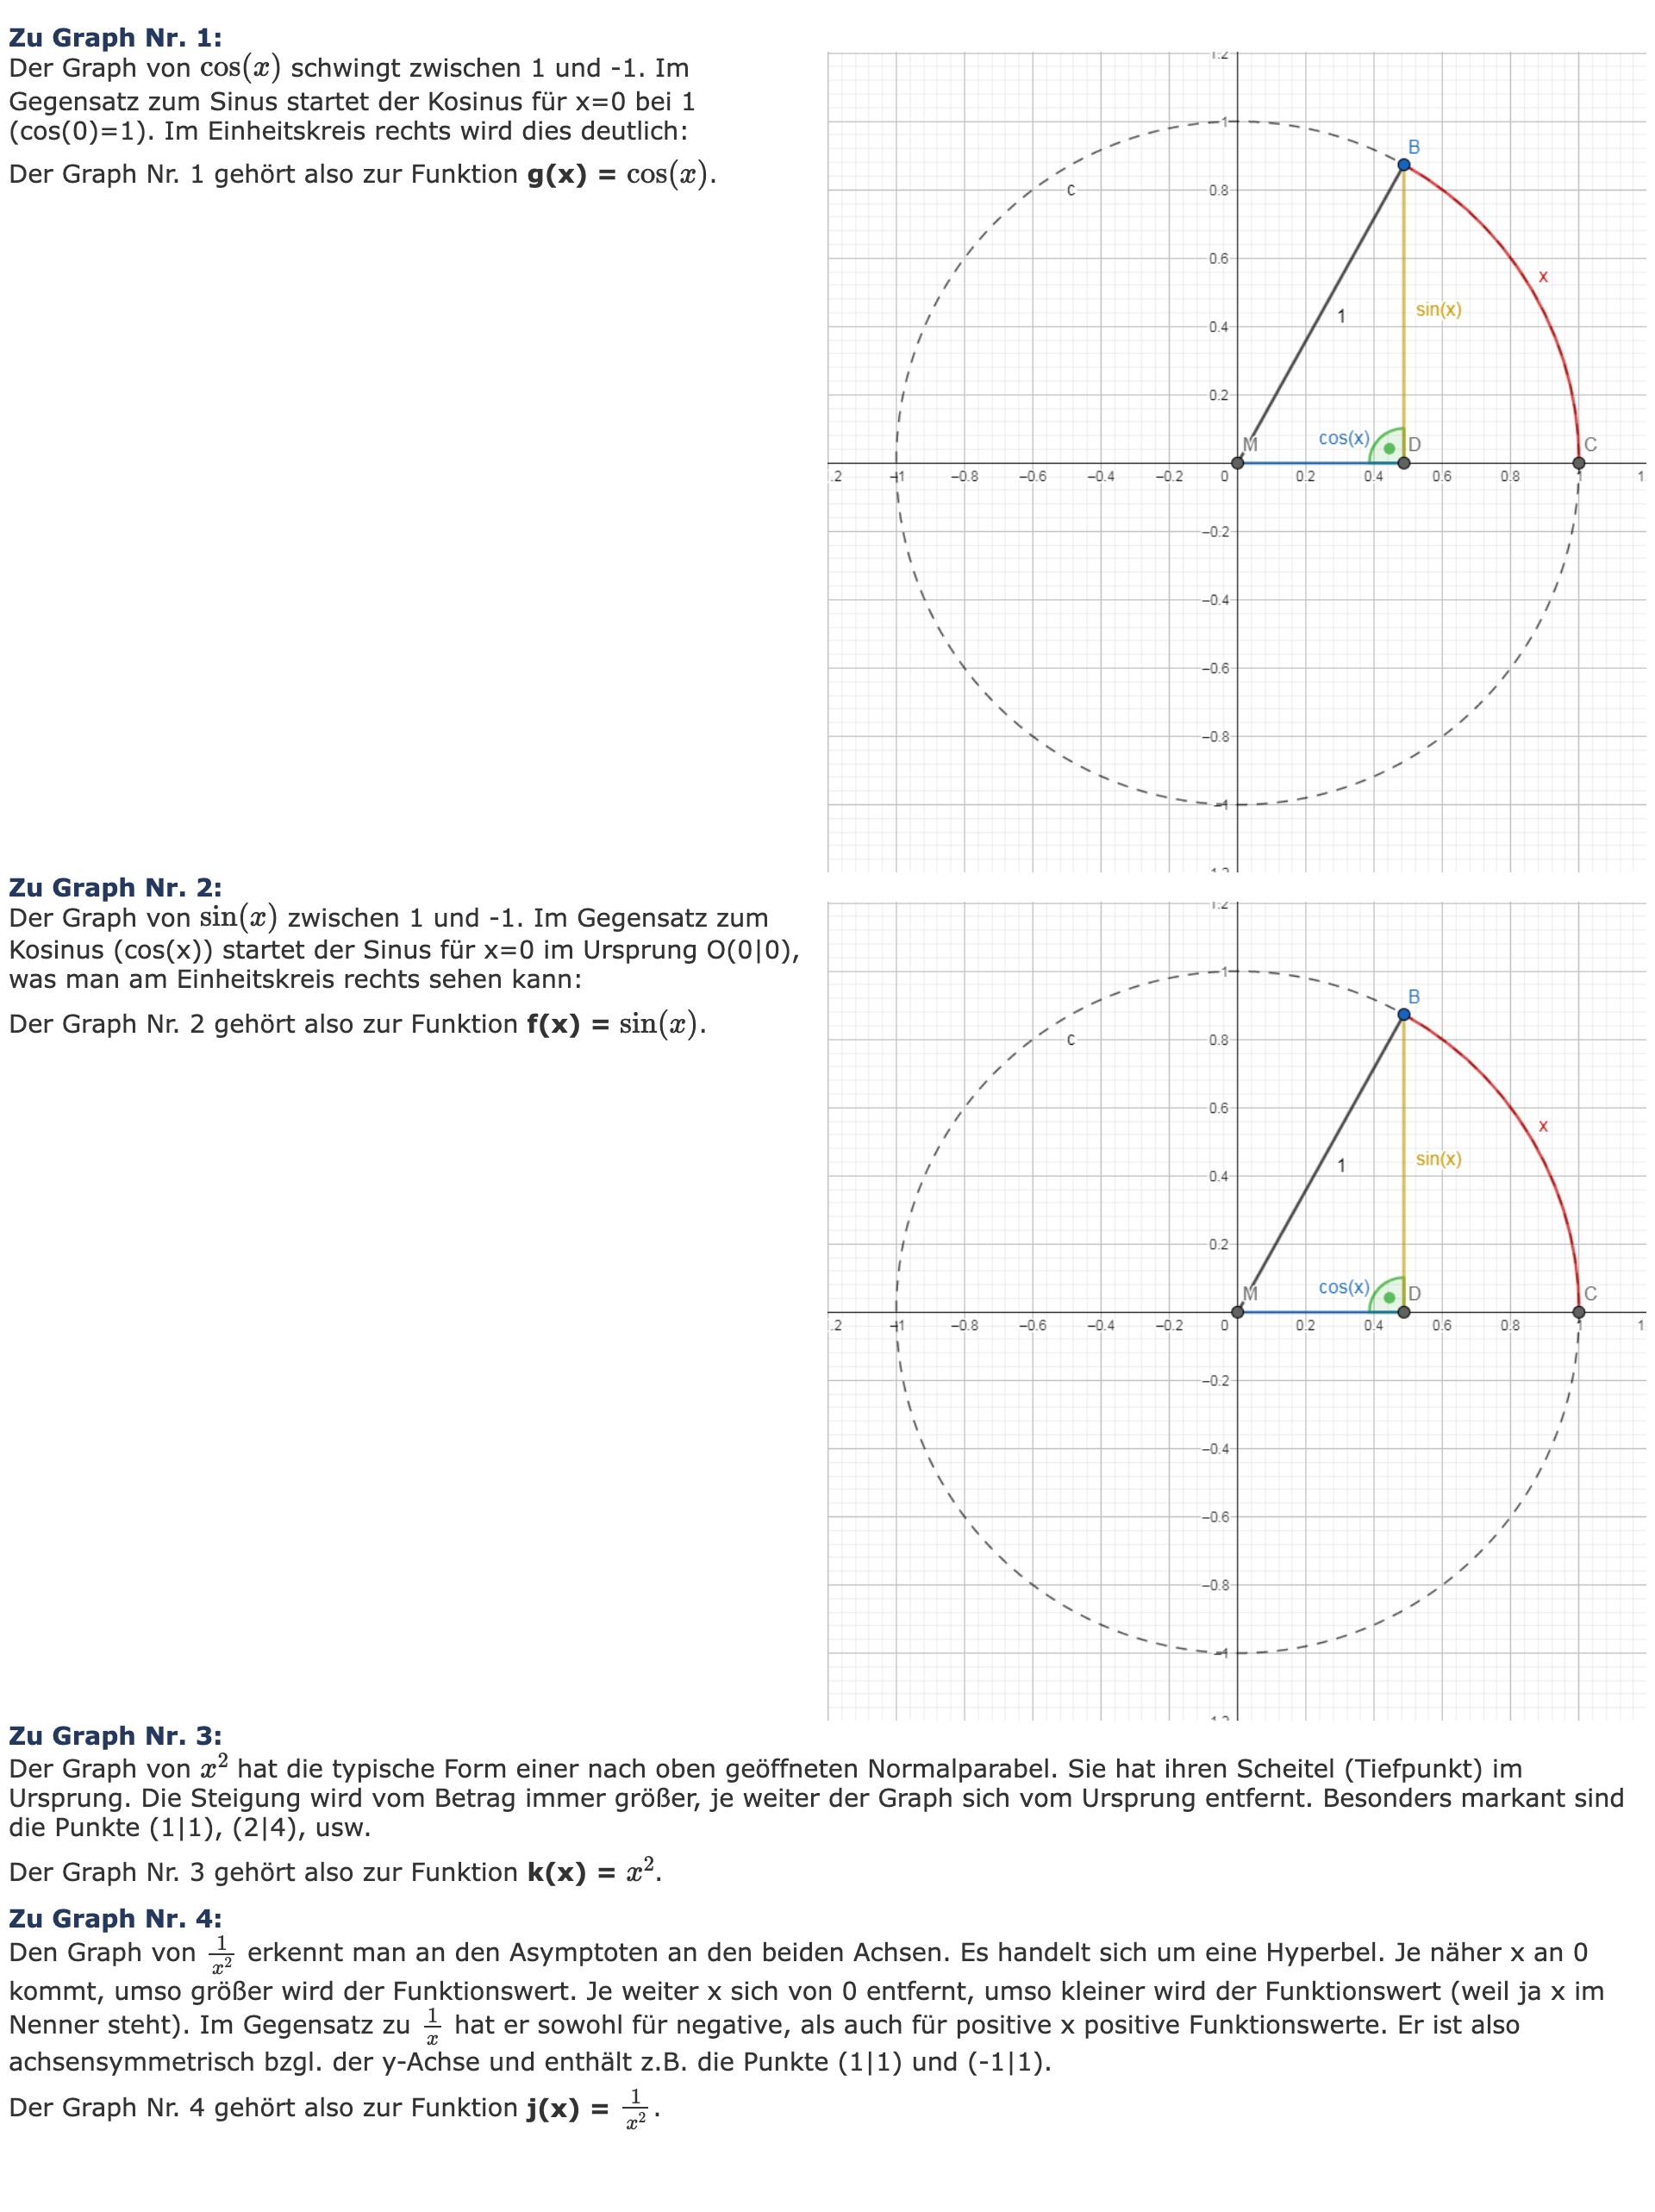 Zu Graph Nr. 1:
Der Graph von cos(x) schwingt zwischen 1 und -1. Im
Gegensatz zum Sinus startet der Kosinus für x=0 bei 1
(cos(0)=1). Im Einheitskreis rechts wird dies deutlich:
Der Graph Nr. 1 gehört also zur Funktion g(x) = cos(x).
1.2
1
B
c
0.8
0.6
x
1
sin(x)
0.4
0.2
M
cos(x)
D
C
.2
−1
−0.8
−0.6
−0.4
−0.2
0
0.2
0.4
0.6
0.8
1
1.
−0.2
−0.4
−0.6
−0.8
−1
Zu Graph Nr. 2:
Der Graph von sin(x) zwischen 1 und -1. Im Gegensatz zum
Kosinus (cos(x)) startet der Sinus für x=0 im Ursprung O(0|0),
was man am Einheitskreis rechts sehen kann:
Der Graph Nr. 2 gehört also zur Funktion f(x) = sin(x).
1.2
1
B
c
0.8
0.6
x
1
sin(x)
0.4
0.2
M
cos(x)
D
C
.2
−1
−0.8
−0.6
−0.4
−0.2
0
0.2
0.4
0.6
0.8
1
1.
−0.2
−0.4
−0.6
−0.8
−1
Zu Graph Nr. 3:
Der Graph von x² hat die typische Form einer nach oben geöffneten Normalparabel. Sie hat ihren Scheitel (Tiefpunkt) im
Ursprung. Die Steigung wird vom Betrag immer größer, je weiter der Graph sich vom Ursprung entfernt. Besonders markant sind
die Punkte (1|1), (2|4), usw.
Der Graph Nr. 3 gehört also zur Funktion k(x) = x².
Zu Graph Nr. 4:
Den Graph von 1/x² erkennt man an den Asymptoten an den beiden Achsen. Es handelt sich um eine Hyperbel. Je näher x an 0
kommt, umso größer wird der Funktionswert. Je weiter x sich von 0 entfernt, umso kleiner wird der Funktionswert (weil ja x im
Nenner steht). Im Gegensatz zu 1/x hat er sowohl für negative, als auch für positive x positive Funktionswerte. Er ist also
achsensymmetrisch bzgl. der y-Achse und enthält z.B. die Punkte (1|1) und (-1|1).
Der Graph Nr. 4 gehört also zur Funktion j(x) = 1/x².